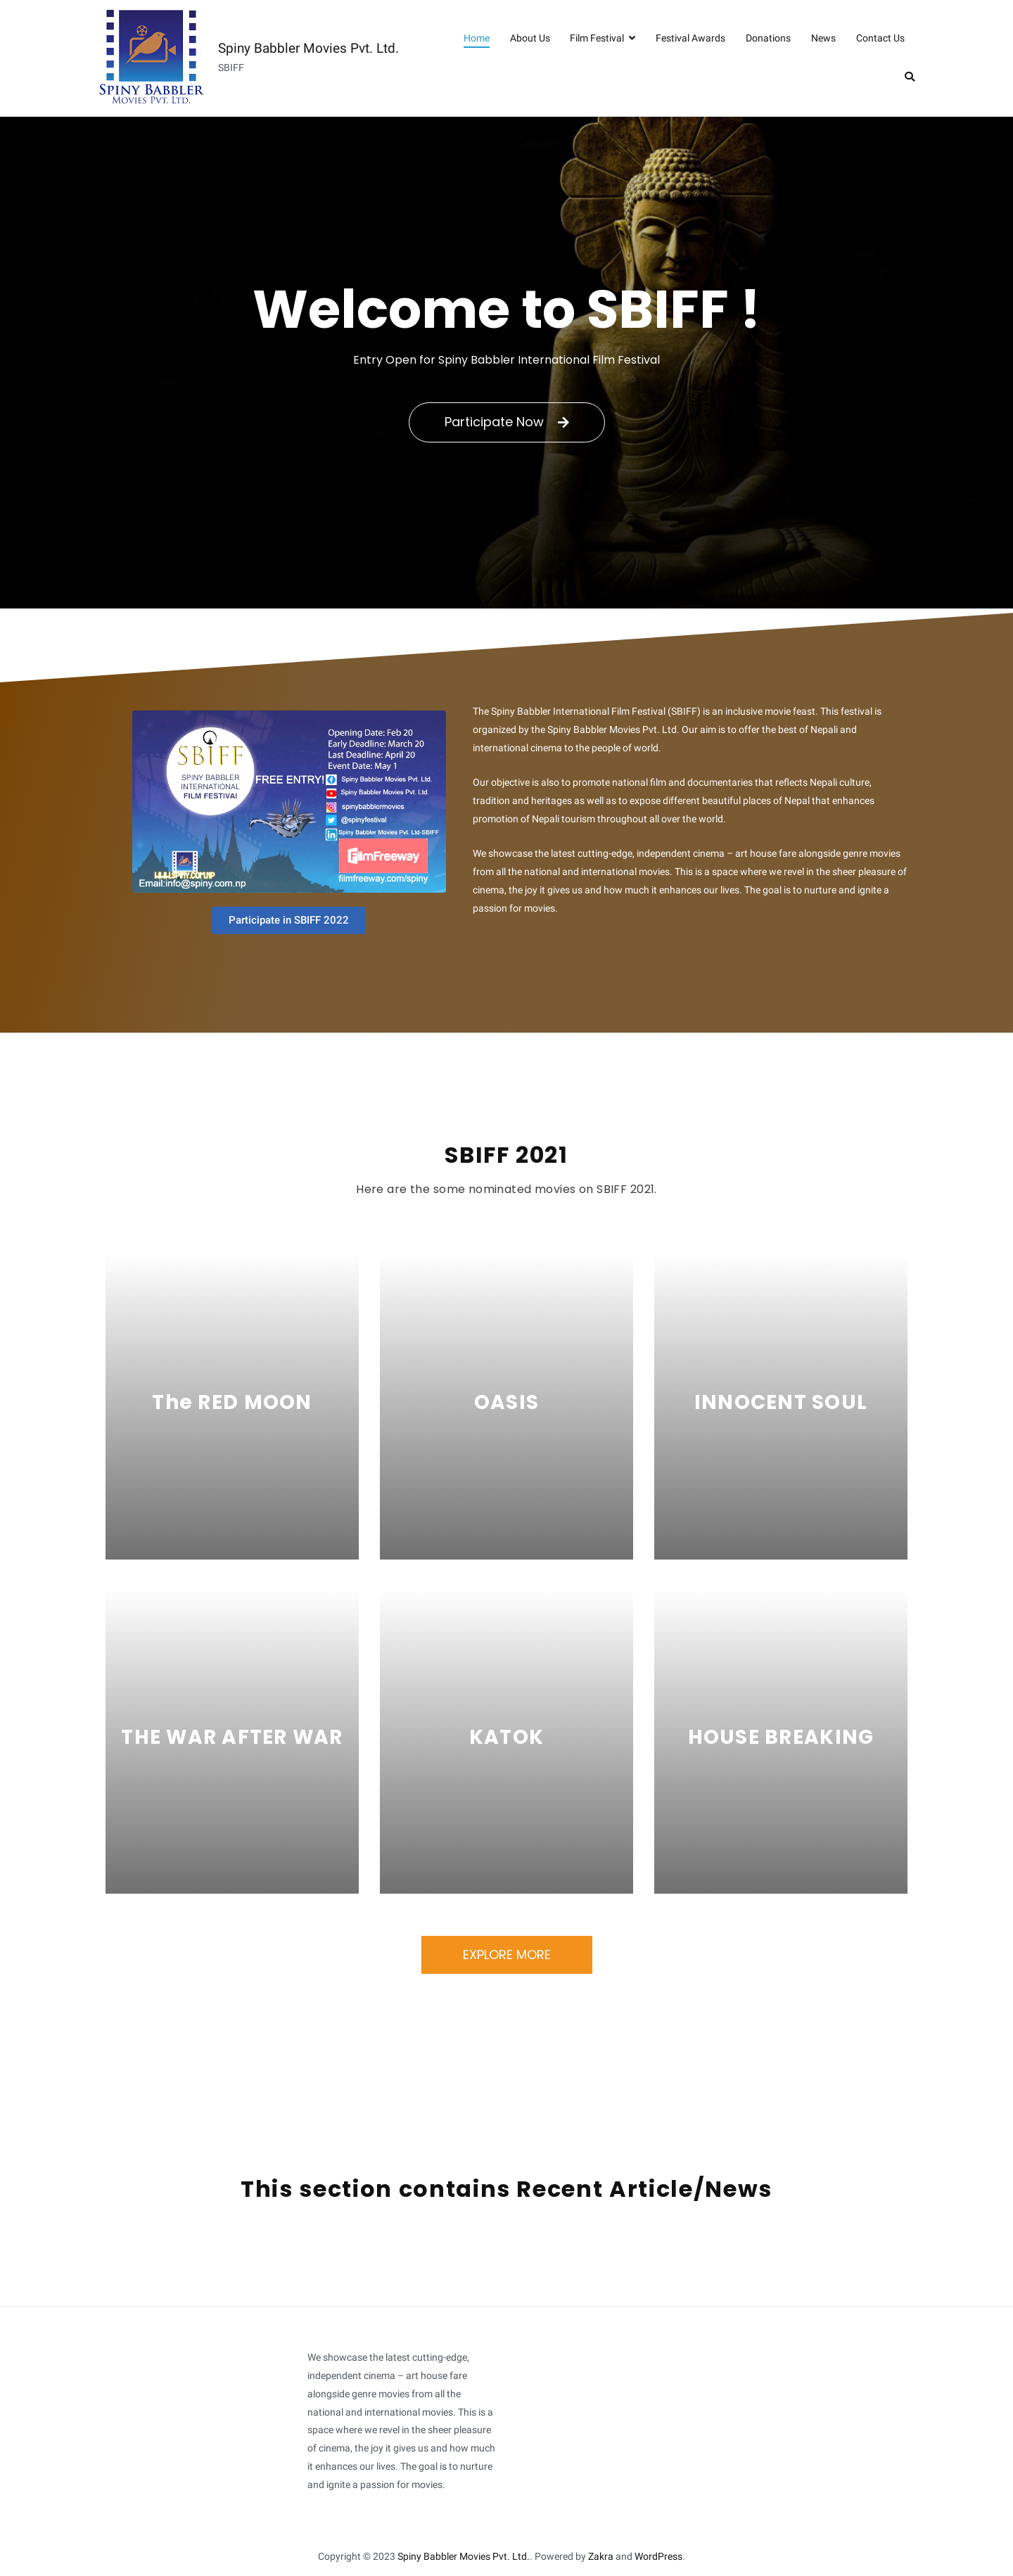 SPINY BABBLER
MOVIES PVT. LTD.
Spiny Babbler Movies Pvt. Ltd.
SBIFF
Home About Us Film Festival Festival Awards Donations News Contact Us
Welcome to SBIFF !
Entry Open for Spiny Babbler International Film Festival
Participate Now
SBIFF
SPINY BABBLER
INTERNATIONAL
FILM FESTIVAL
FREE ENTRY!
Opening Date: Feb 20
Early Deadline: March 20
Last Deadline: April 20
Event Date: May 1
Spiny Babbler Movies Pvt. Ltd.
Spiny Babbler Movies Pvt. Ltd.
spinybabblermovies
@spinyfestival
Spiny Babbler Movies Pvt. Ltd-SBIFF
FilmFreeway
filmfreeway.com/spiny
WWW.SPINY.COM.NP
Email:info@spiny.com.np
Participate in SBIFF 2022
The Spiny Babbler International Film Festival (SBIFF) is an inclusive movie feast. This festival is
organized by the Spiny Babbler Movies Pvt. Ltd. Our aim is to offer the best of Nepali and
international cinema to the people of world.
Our objective is also to promote national film and documentaries that reflects Nepali culture,
tradition and heritages as well as to expose different beautiful places of Nepal that enhances
promotion of Nepali tourism throughout all over the world.
We showcase the latest cutting-edge, independent cinema – art house fare alongside genre movies
from all the national and international movies. This is a space where we revel in the sheer pleasure of
cinema, the joy it gives us and how much it enhances our lives. The goal is to nurture and ignite a
passion for movies.
SBIFF 2021
Here are the some nominated movies on SBIFF 2021.
The RED MOON
OASIS
INNOCENT SOUL
THE WAR AFTER WAR
KATOK
HOUSE BREAKING
EXPLORE MORE
This section contains Recent Article/News
We showcase the latest cutting-edge,
independent cinema – art house fare
alongside genre movies from all the
national and international movies. This is a
space where we revel in the sheer pleasure
of cinema, the joy it gives us and how much
it enhances our lives. The goal is to nurture
and ignite a passion for movies.
Copyright © 2023 Spiny Babbler Movies Pvt. Ltd.. Powered by Zakra and WordPress.